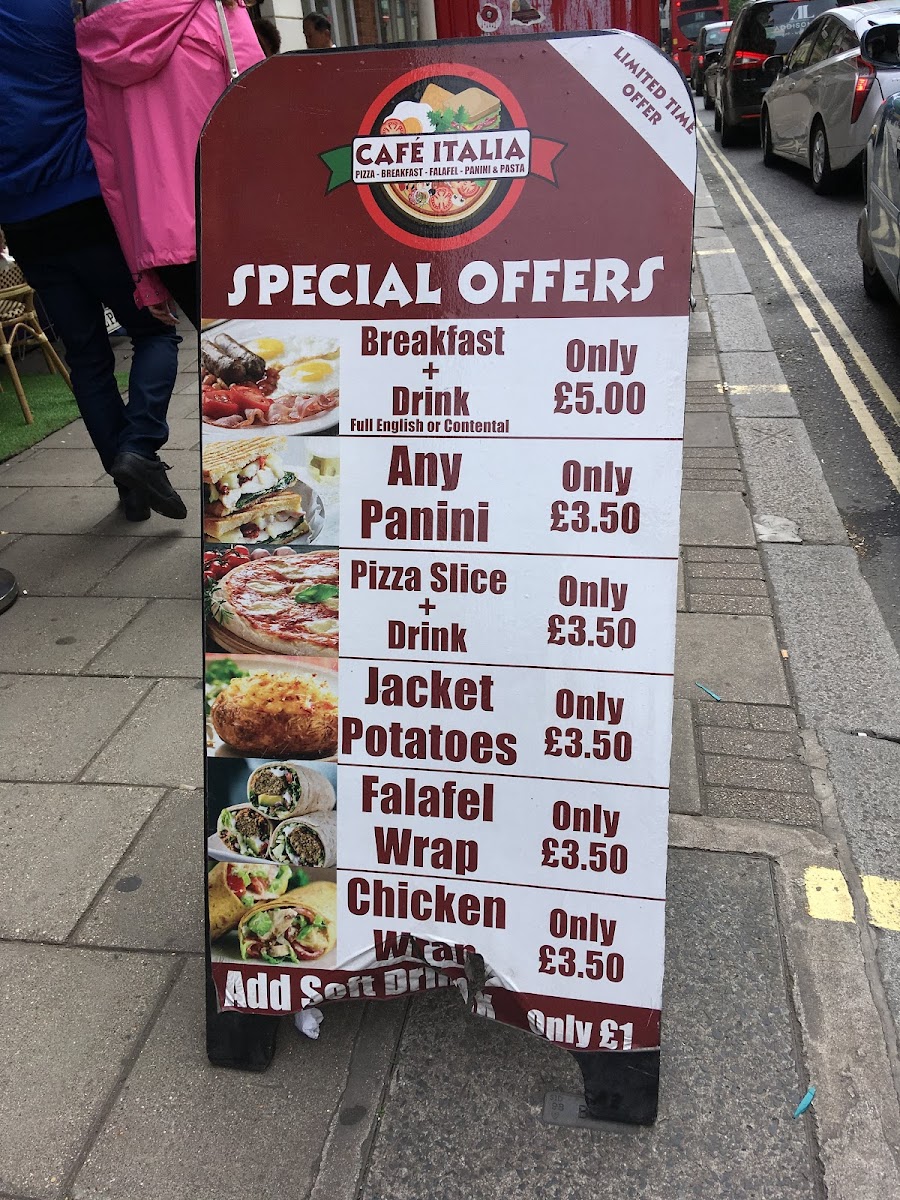 LIMITED TIME
OFFER
CAFÉ ITALIA
PIZZA - BREAKFAST - FALAFEL - PANINI & PASTA
SPECIAL OFFERS
Breakfast
+
Drink
Full English or Contental
Only
£5.00
Any
Panini
Only
£3.50
Pizza Slice
+
Drink
Only
£3.50
Jacket
Potatoes
Only
£3.50
Falafel
Wrap
Only
£3.50
Chicken
Wrap
Only
£3.50
Add Soft Drink
Only £1